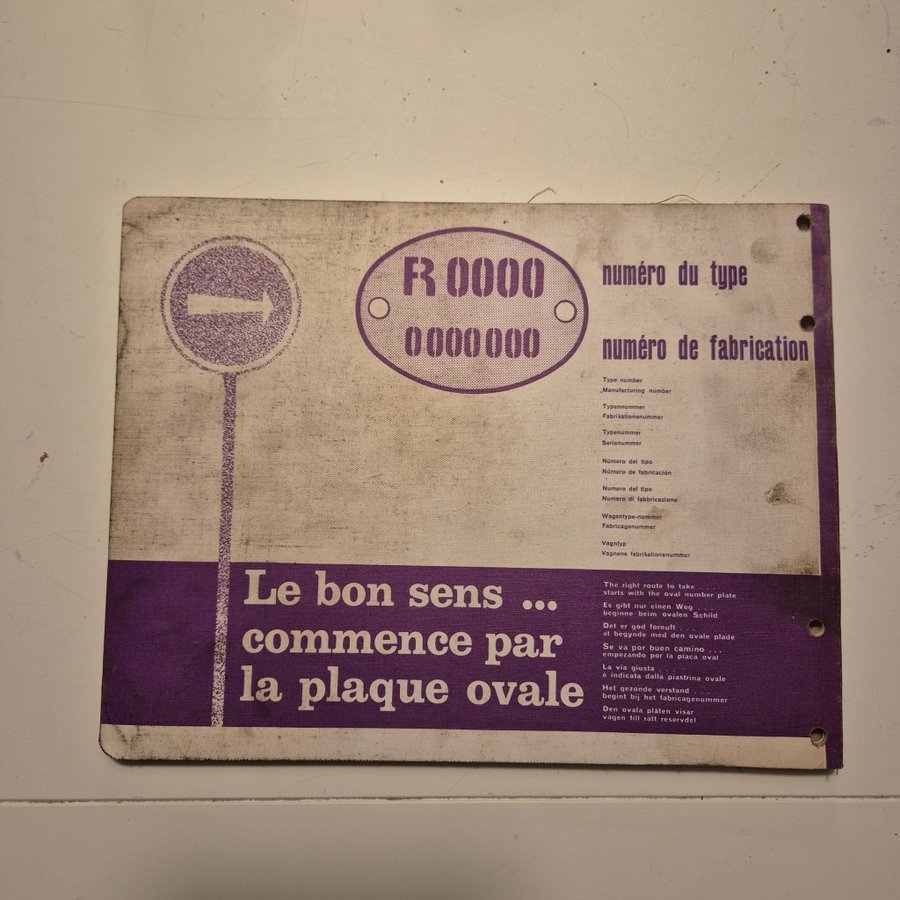 R 0000
0000000
numéro du type
numéro de fabrication
Type number
Manufacturing number
Typennummer
Fabrikationsnummer
Typenummer
Serienummer
Número del tipo
Número de fabricación
Numero del tipo
Numero di fabbricazione
Wagentype-nummer
Fabricagenummer
Vagntyp
Vagnens fabrikationsnummer
Le bon sens ...
commence par
la plaque ovale
The right route to take
starts with the oval number plate
Es gibt nur einen Weg . . . .
beginne beim ovalen Schild
Det er god fornuft . . .
at begynde med den ovale plade
Se va por buen camino . . .
empezando por la placa oval
La via giusta . . .
è indicata dalla piastrina ovale
Het gezonde verstand . . .
begint bij het fabricagenummer
Den ovala plåten visar
vägen till rätt reservdel